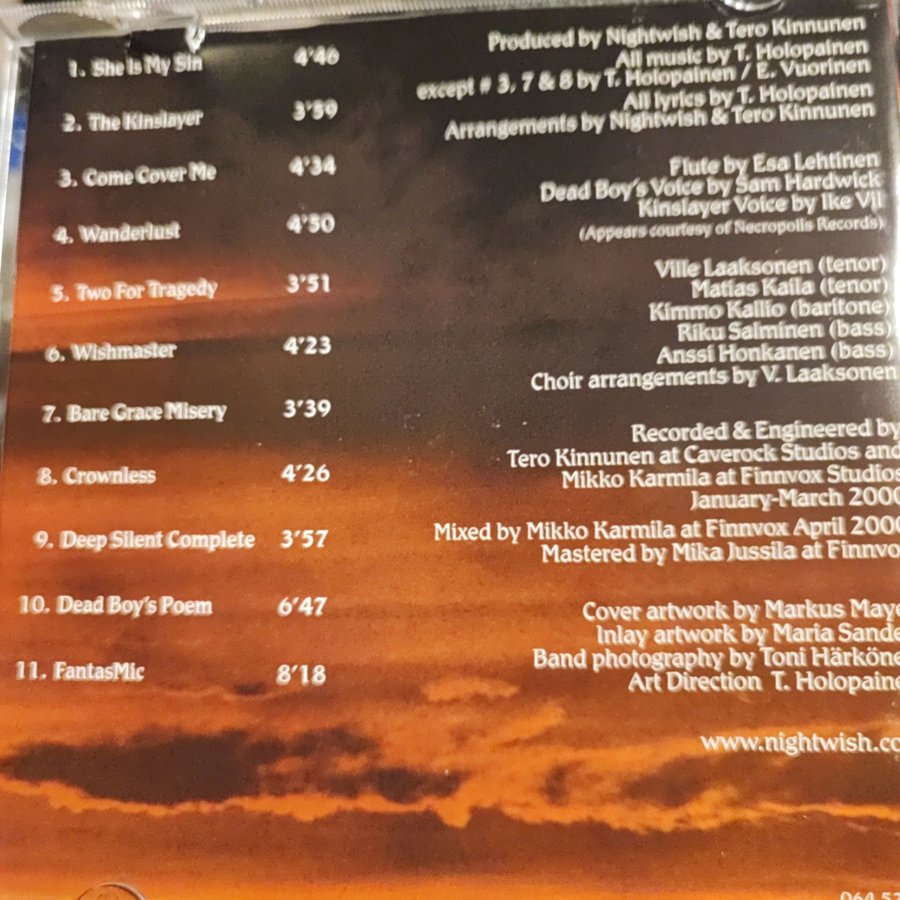 1. She Is My Sin 4'46
2. The Kinslayer 3'59
3. Come Cover Me 4'34
4. Wanderlust 4'50
5. Two For Tragedy 3'51
6. Wishmaster 4'23
7. Bare Grace Misery 3'39
8. Crownless 4'26
9. Deep Silent Complete 3'57
10. Dead Boy's Poem 6'47
11. FantasMic 8'18
Produced by Nightwish & Tero Kinnunen
All music by T. Holopainen
except # 3, 7 & 8 by T. Holopainen / E. Vuorinen
All lyrics by T. Holopainen
Arrangements by Nightwish & Tero Kinnunen
Flute by Esa Lehtinen
Dead Boy's Voice by Sam Hardwick
Kinslayer Voice by Ike Vil
(Appears courtesy of Necropolis Records)
Ville Laaksonen (tenor)
Matias Kaila (tenor)
Kimmo Kallio (baritone)
Riku Salminen (bass)
Anssi Honkanen (bass)
Choir arrangements by V. Laaksonen
Recorded & Engineered by
Tero Kinnunen at Caverock Studios and
Mikko Karmila at Finnvox Studios
January-March 2000
Mixed by Mikko Karmila at Finnvox April 2000
Mastered by Mika Jussila at Finnvo
Cover artwork by Markus Maye
Inlay artwork by Maria Sande
Band photography by Toni Härköne
Art Direction T. Holopaine
www.nightwish.co